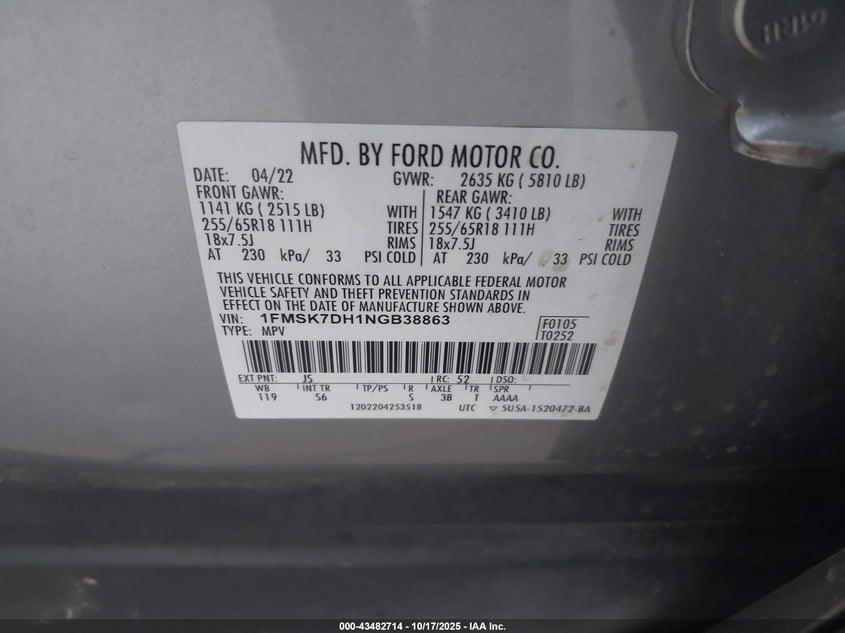 01RH
MFD. BY FORD MOTOR CO.
DATE: 04/22 GVWR: 2635 KG ( 5810 LB)
FRONT GAWR: REAR GAWR:
1141 KG ( 2515 LB) WITH 1547 KG ( 3410 LB) WITH
255/65R18 111H TIRES 255/65R18 111H TIRES
18x7.5J RIMS 18x7.5J RIMS
AT 230 kPa/ 33 PSI COLD AT 230 kPa/ 33 PSI COLD
THIS VEHICLE CONFORMS TO ALL APPLICABLE FEDERAL MOTOR
VEHICLE SAFETY AND THEFT PREVENTION STANDARDS IN
EFFECT ON THE DATE OF MANUFACTURE SHOWN ABOVE.
VIN: 1FMSK7DH1NGB38863 F0105
TYPE: MPV T0252
EXT PNT: JS RC: 52 DSO:
WB INT TR TP/PS R AXLE TR SPR
119 S6 S 3B T AAAA
1202204253518 UTC ▽ 5U5A-1520472-BA
000-43482714 - 10/17/2025 - IAA Inc.